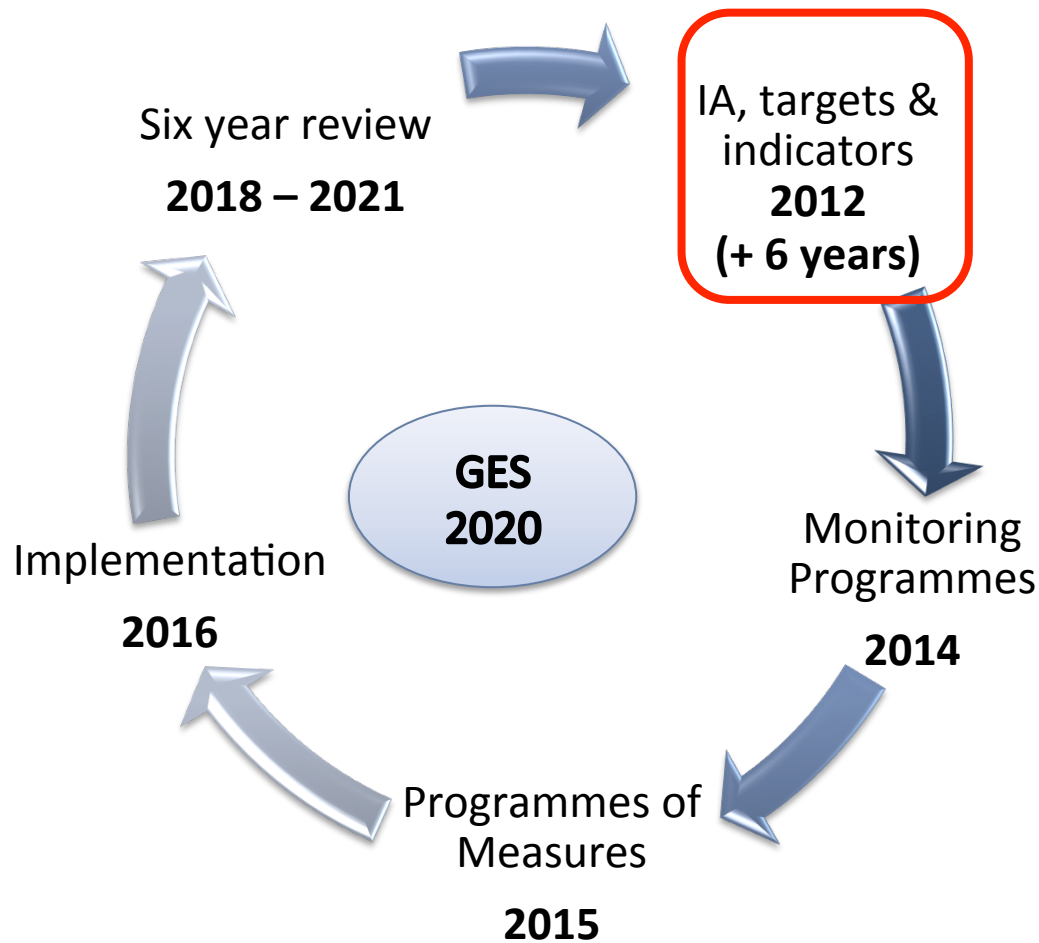 IA, targets &
indicators
2012
(+ 6 years)
Monitoring
Programmes
2014
Programmes of
Measures
2015
Implementation
2016
Six year review
2018 – 2021
GES
2020